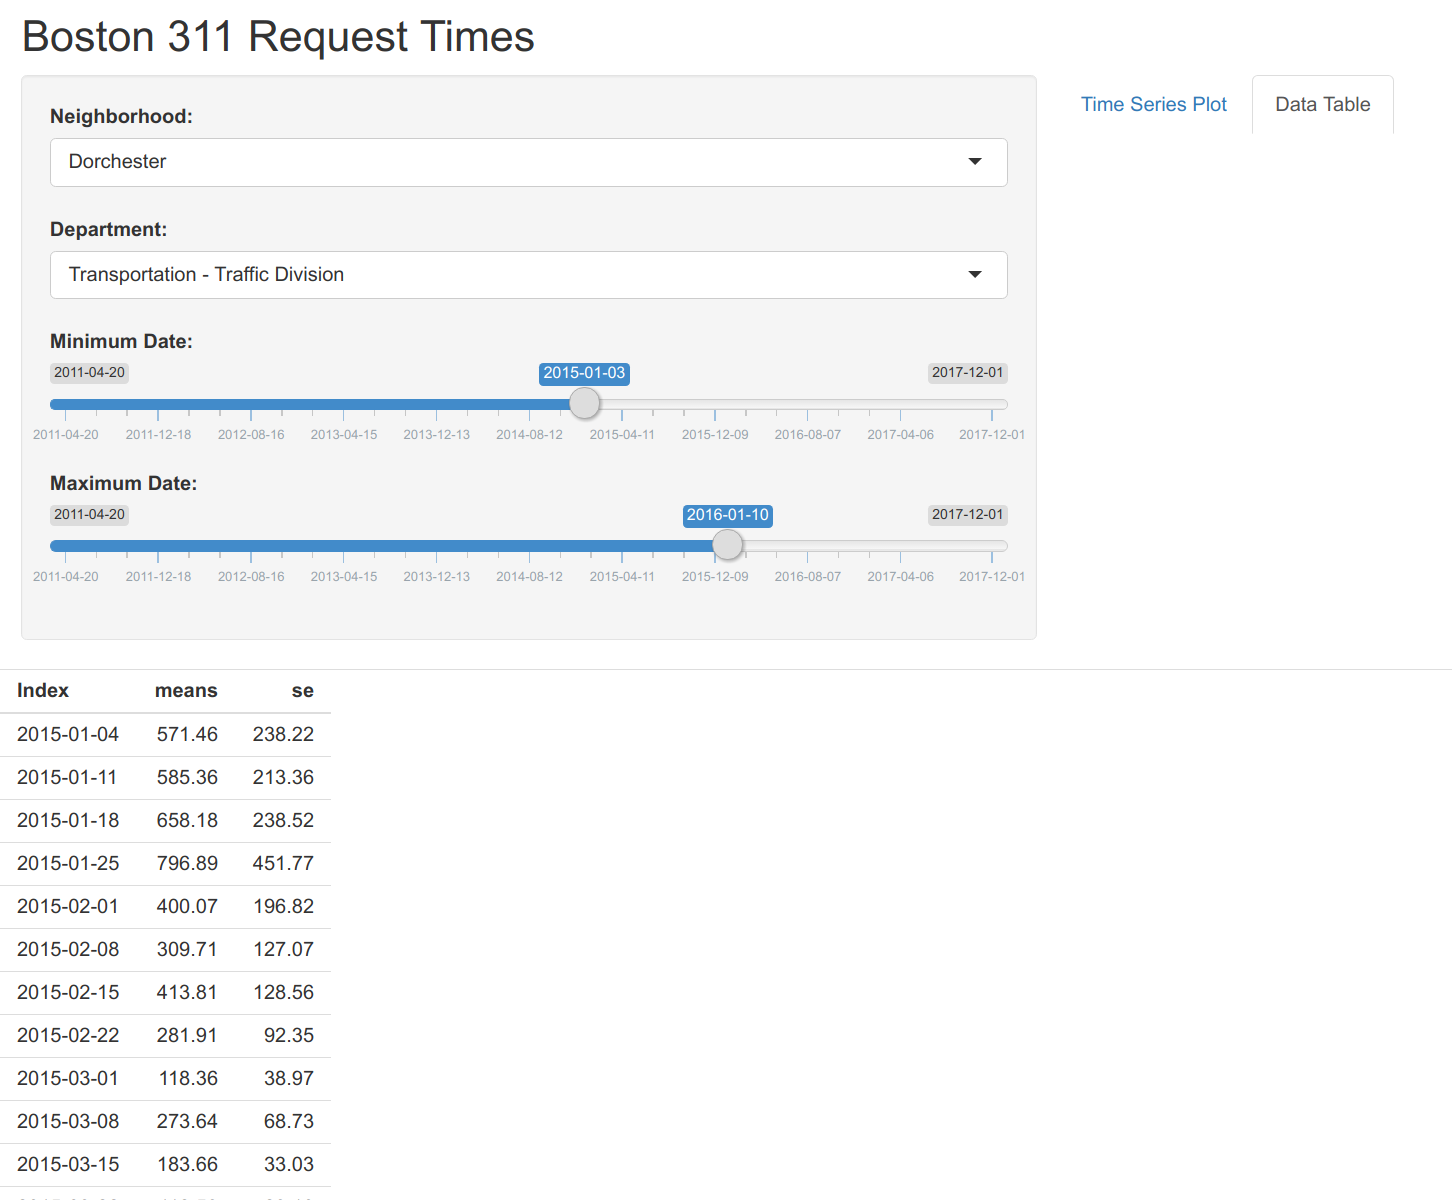 Boston 311 Request Times
Neighborhood:
Dorchester
Department:
Transportation - Traffic Division
Minimum Date:
2011-04-20 2015-01-03 2017-12-01
2011-04-20 2011-12-18 2012-08-16 2013-04-15 2013-12-13 2014-08-12 2015-04-11 2015-12-09 2016-08-07 2017-04-06 2017-12-01
Maximum Date:
2011-04-20 2016-01-10 2017-12-01
2011-04-20 2011-12-18 2012-08-16 2013-04-15 2013-12-13 2014-08-12 2015-04-11 2015-12-09 2016-08-07 2017-04-06 2017-12-01
Time Series Plot Data Table
Index means se
2015-01-04 571.46 238.22
2015-01-11 585.36 213.36
2015-01-18 658.18 238.52
2015-01-25 796.89 451.77
2015-02-01 400.07 196.82
2015-02-08 309.71 127.07
2015-02-15 413.81 128.56
2015-02-22 281.91 92.35
2015-03-01 118.36 38.97
2015-03-08 273.64 68.73
2015-03-15 183.66 33.03